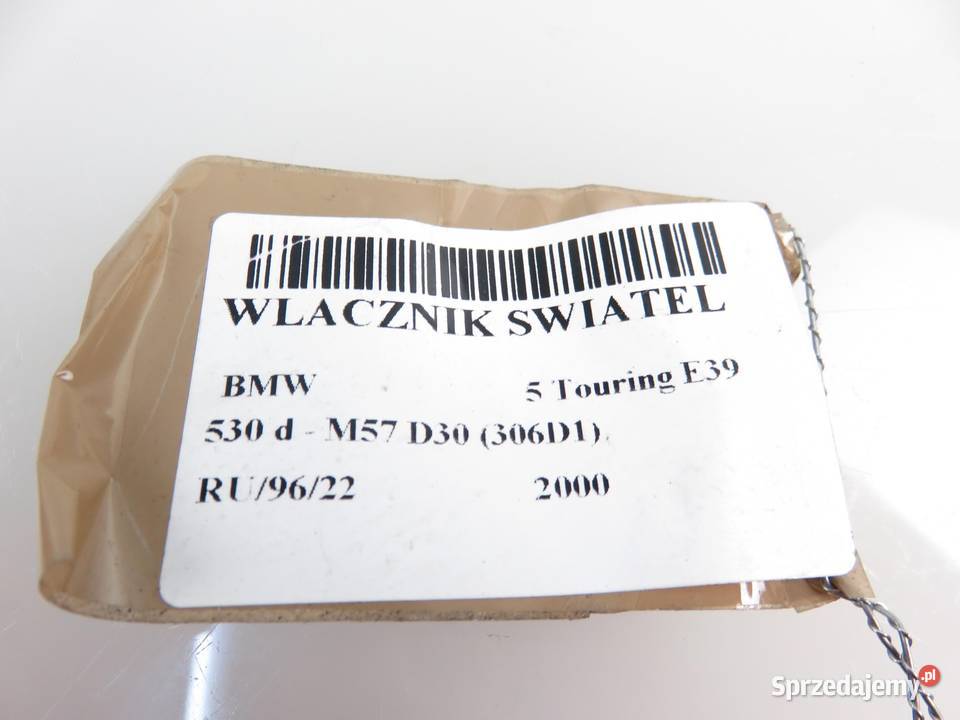 WLACZNIK SWIATEL
BMW 5 Touring E39
530 d - M57 D30 (306D1)
RU/96/22 2000
Sprzedajemy.pl